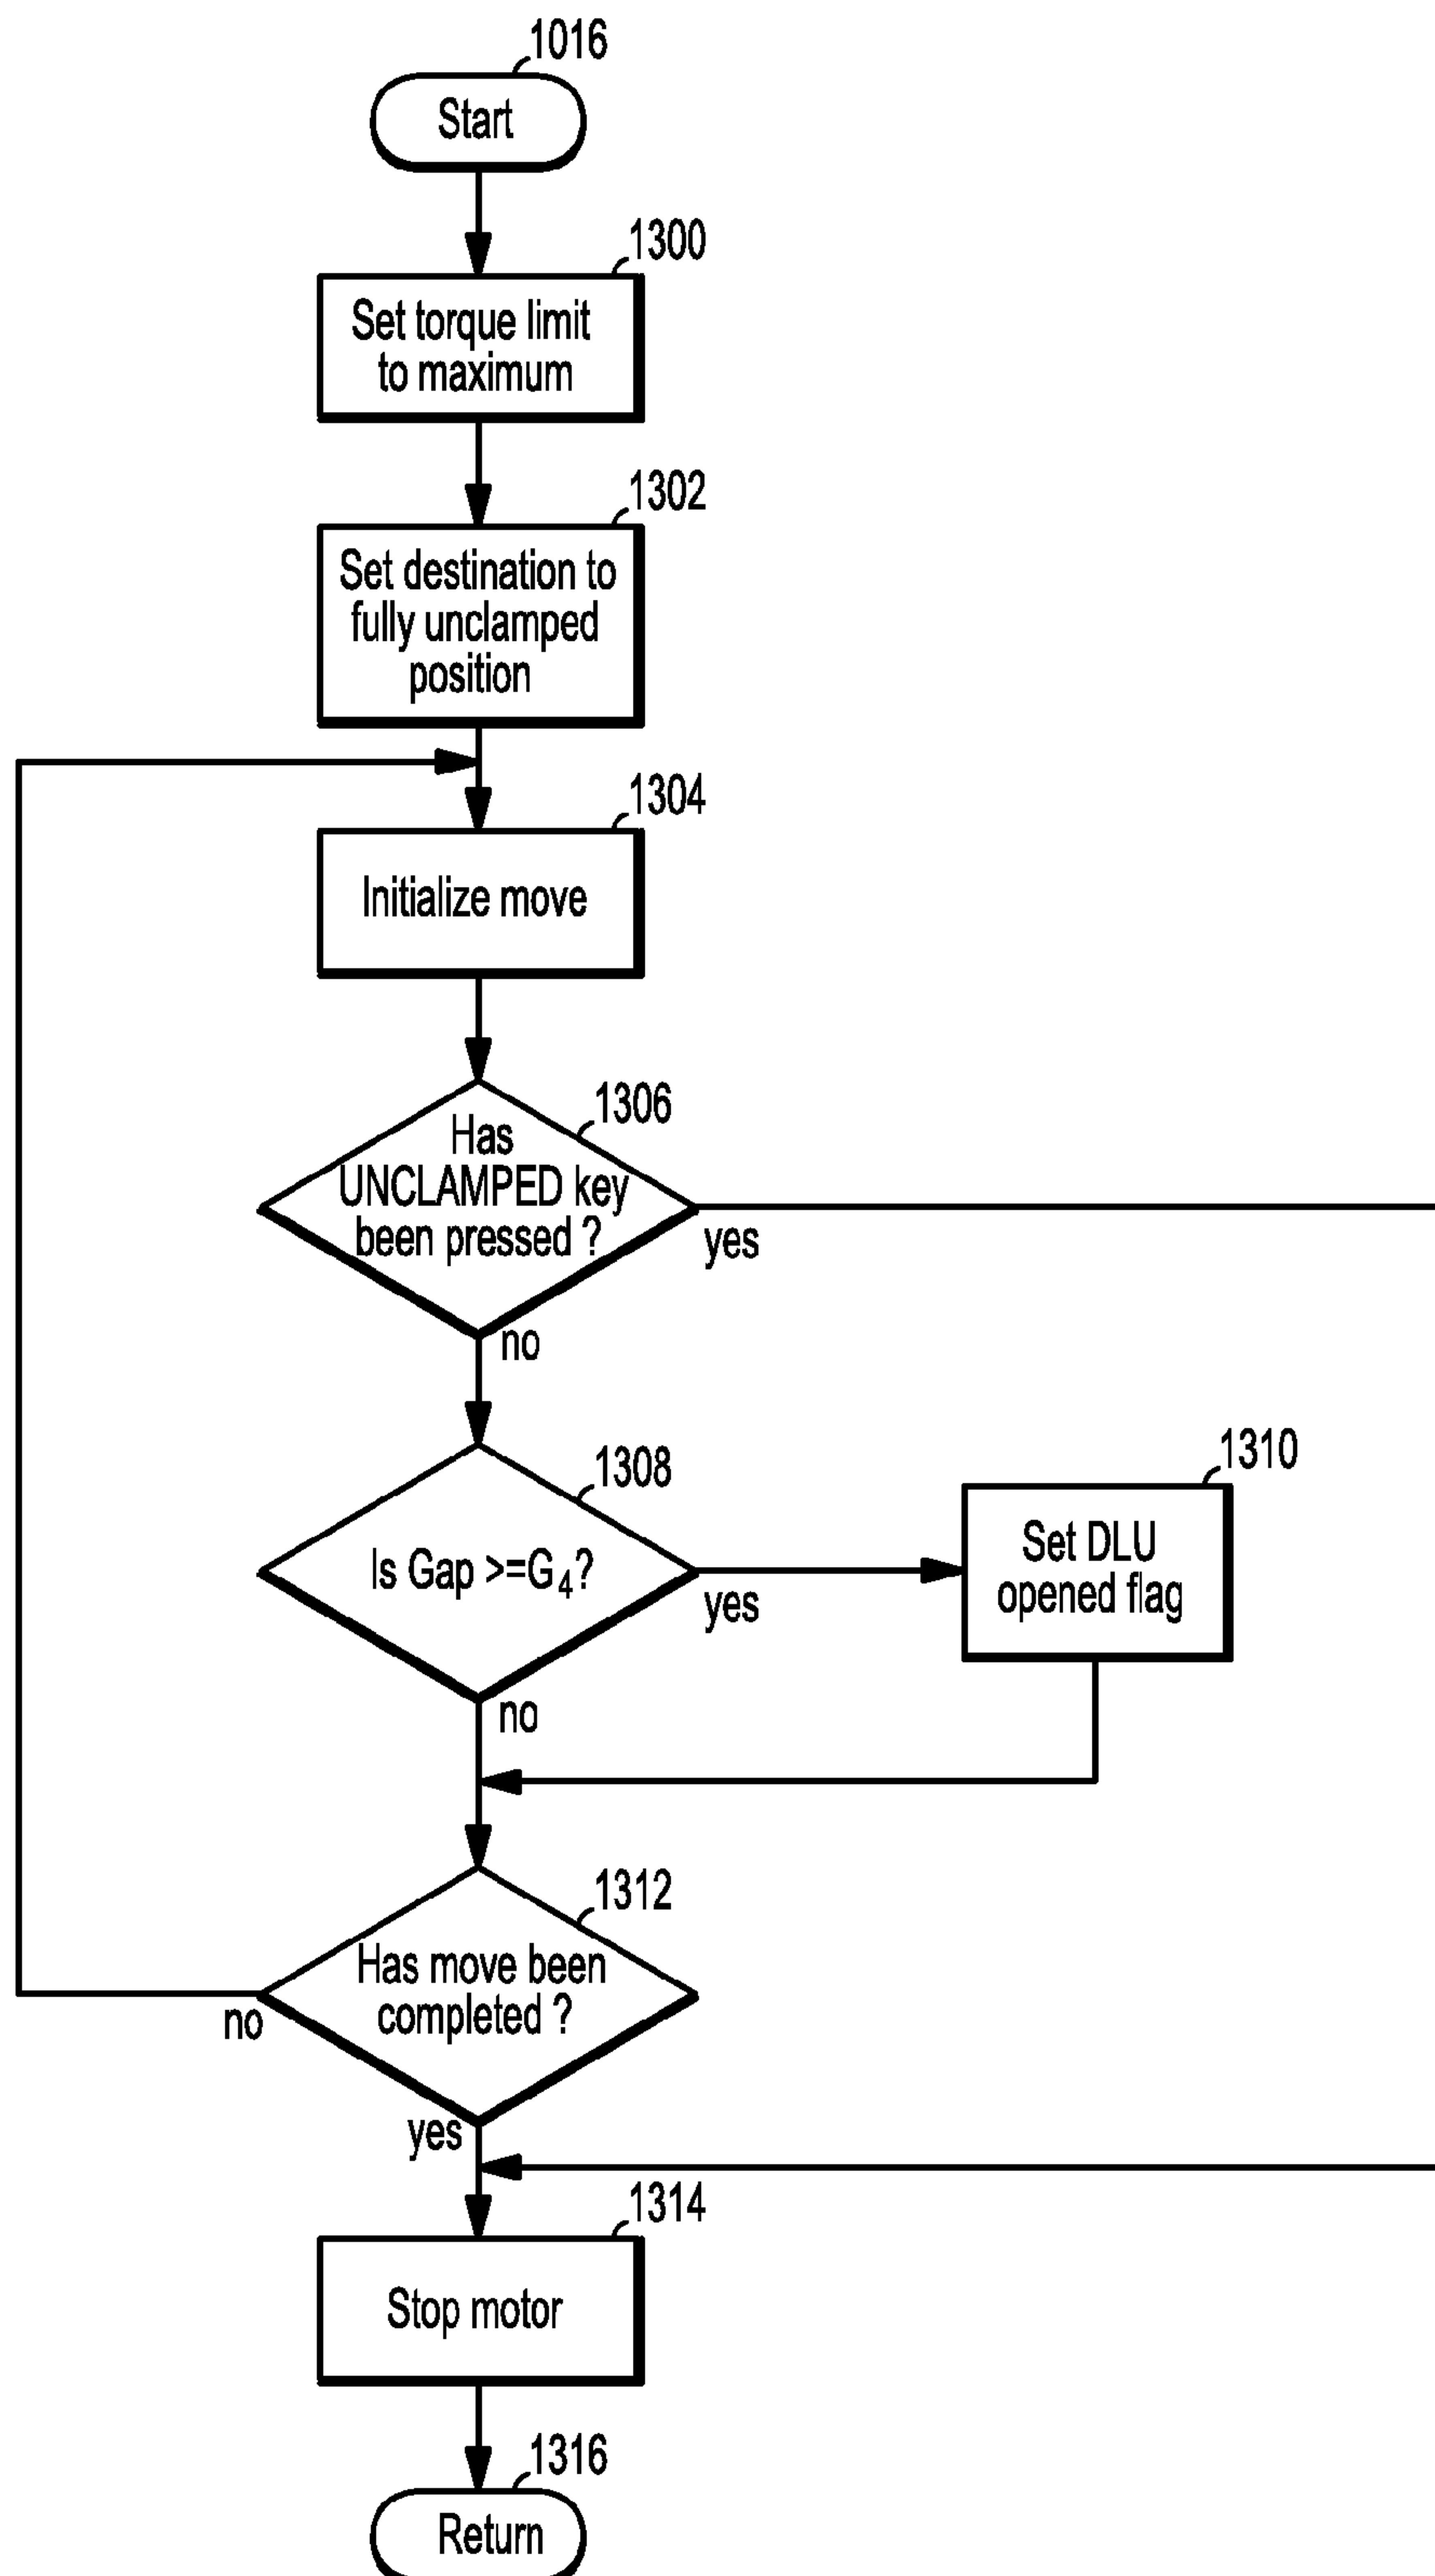 1016
Start
1300
Set torque limit
to maximum
1302
Set destination to
fully unclamped
position
1304
Initialize move
1306
Has
UNCLAMPED key
been pressed ?
yes
no
1308
Is Gap >=G4?
yes
no
1310
Set DLU
opened flag
1312
Has move been
completed ?
no
yes
1314
Stop motor
1316
Return